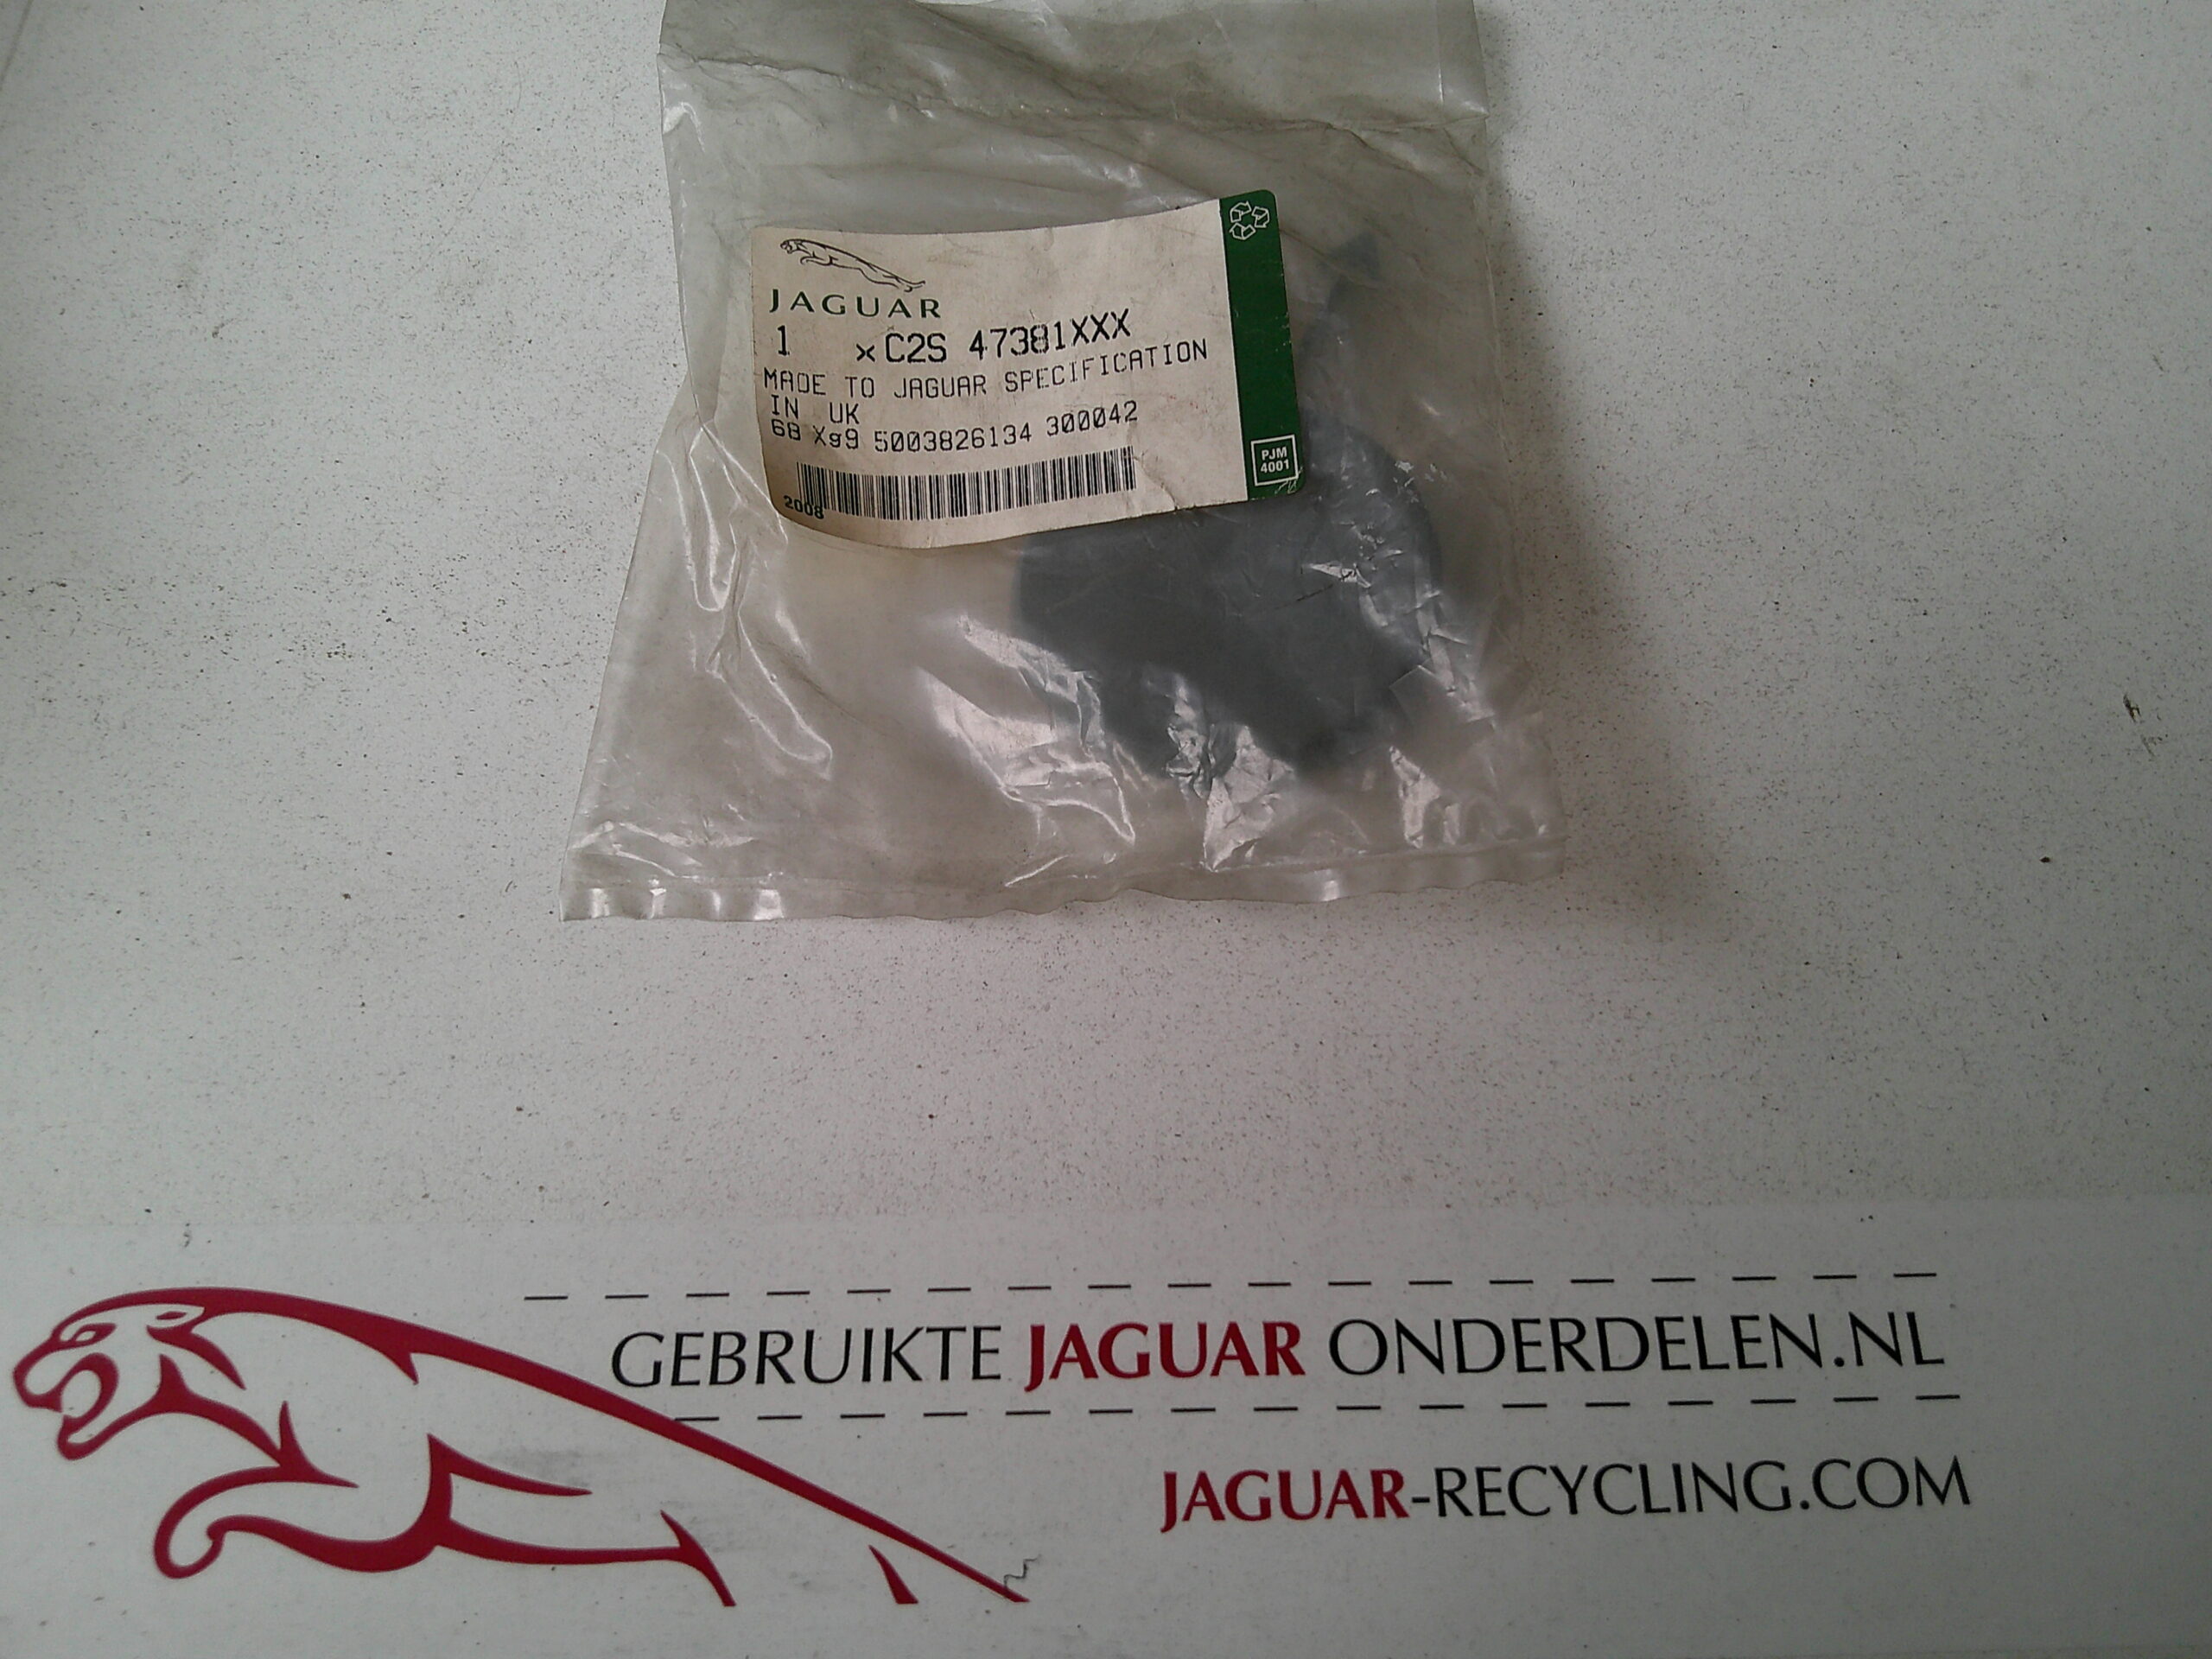 JAGUAR
1 x C2S 47381XXX
MADE TO JAGUAR SPECIFICATION
IN UK
68 Xg9 5003826134 300042
2008
PJM
4001
GEBRUIKTE JAGUAR ONDERDELEN.NL
JAGUAR-RECYCLING.COM